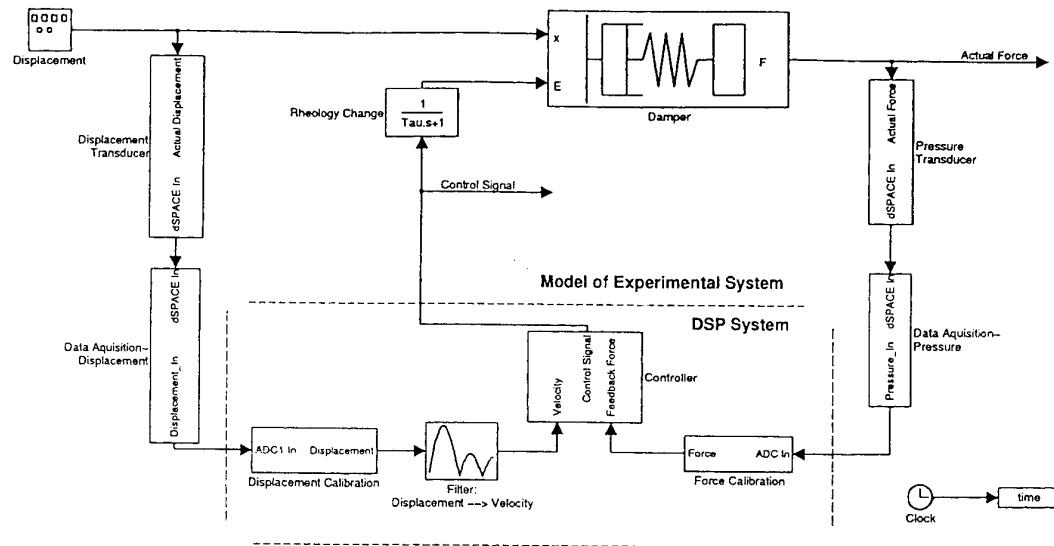 Displacement
Displacement
Transducer
Actual Displacement
dSPACE In
Data Aquisition–
Displacement
dSPACE In
Displacement_In
Rheology Change
1
Tau.s+1
x
E
F
Damper
Actual Force
Control Signal
Actual Force
dSPACE In
Pressure
Transducer
Model of Experimental System
DSP System
dSPACE In
Pressure_In
Data Aquisition–
Pressure
Velocity
Control Signal
Feedback Force
Controller
ADC1 In
Displacement
Displacement Calibration
Filter:
Displacement ––> Velocity
Force
ADC In
Force Calibration
Clock
time